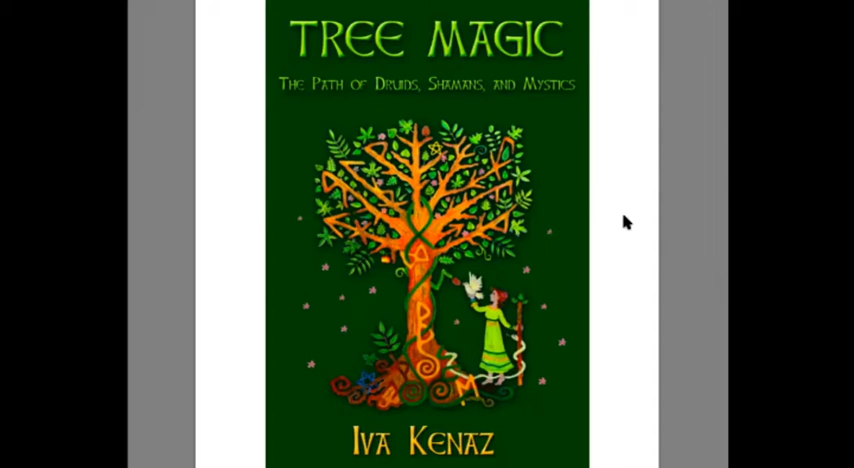 TREE MAGIC
THE PATH OF DRUIDS, SHAMANS, AND MYSTICS
IVA KENAZ